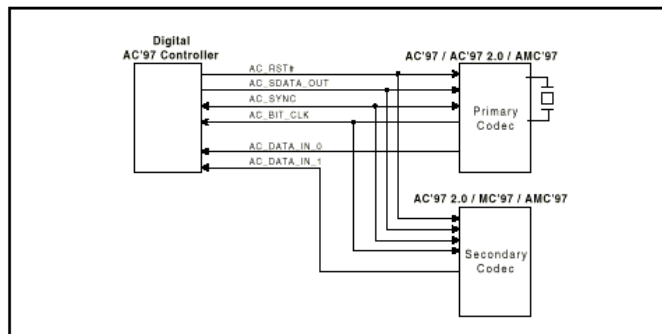 Digital
AC'97 Controller
AC'97 / AC'97 2.0 / AMC'97
AC_RST#
AC_SDATA_OUT
AC_SYNC
AC_BIT_CLK
AC_DATA_IN_0
AC_DATA_IN_1
Primary
Codec
AC'97 2.0 / MC'97 / AMC'97
Secondary
Codec